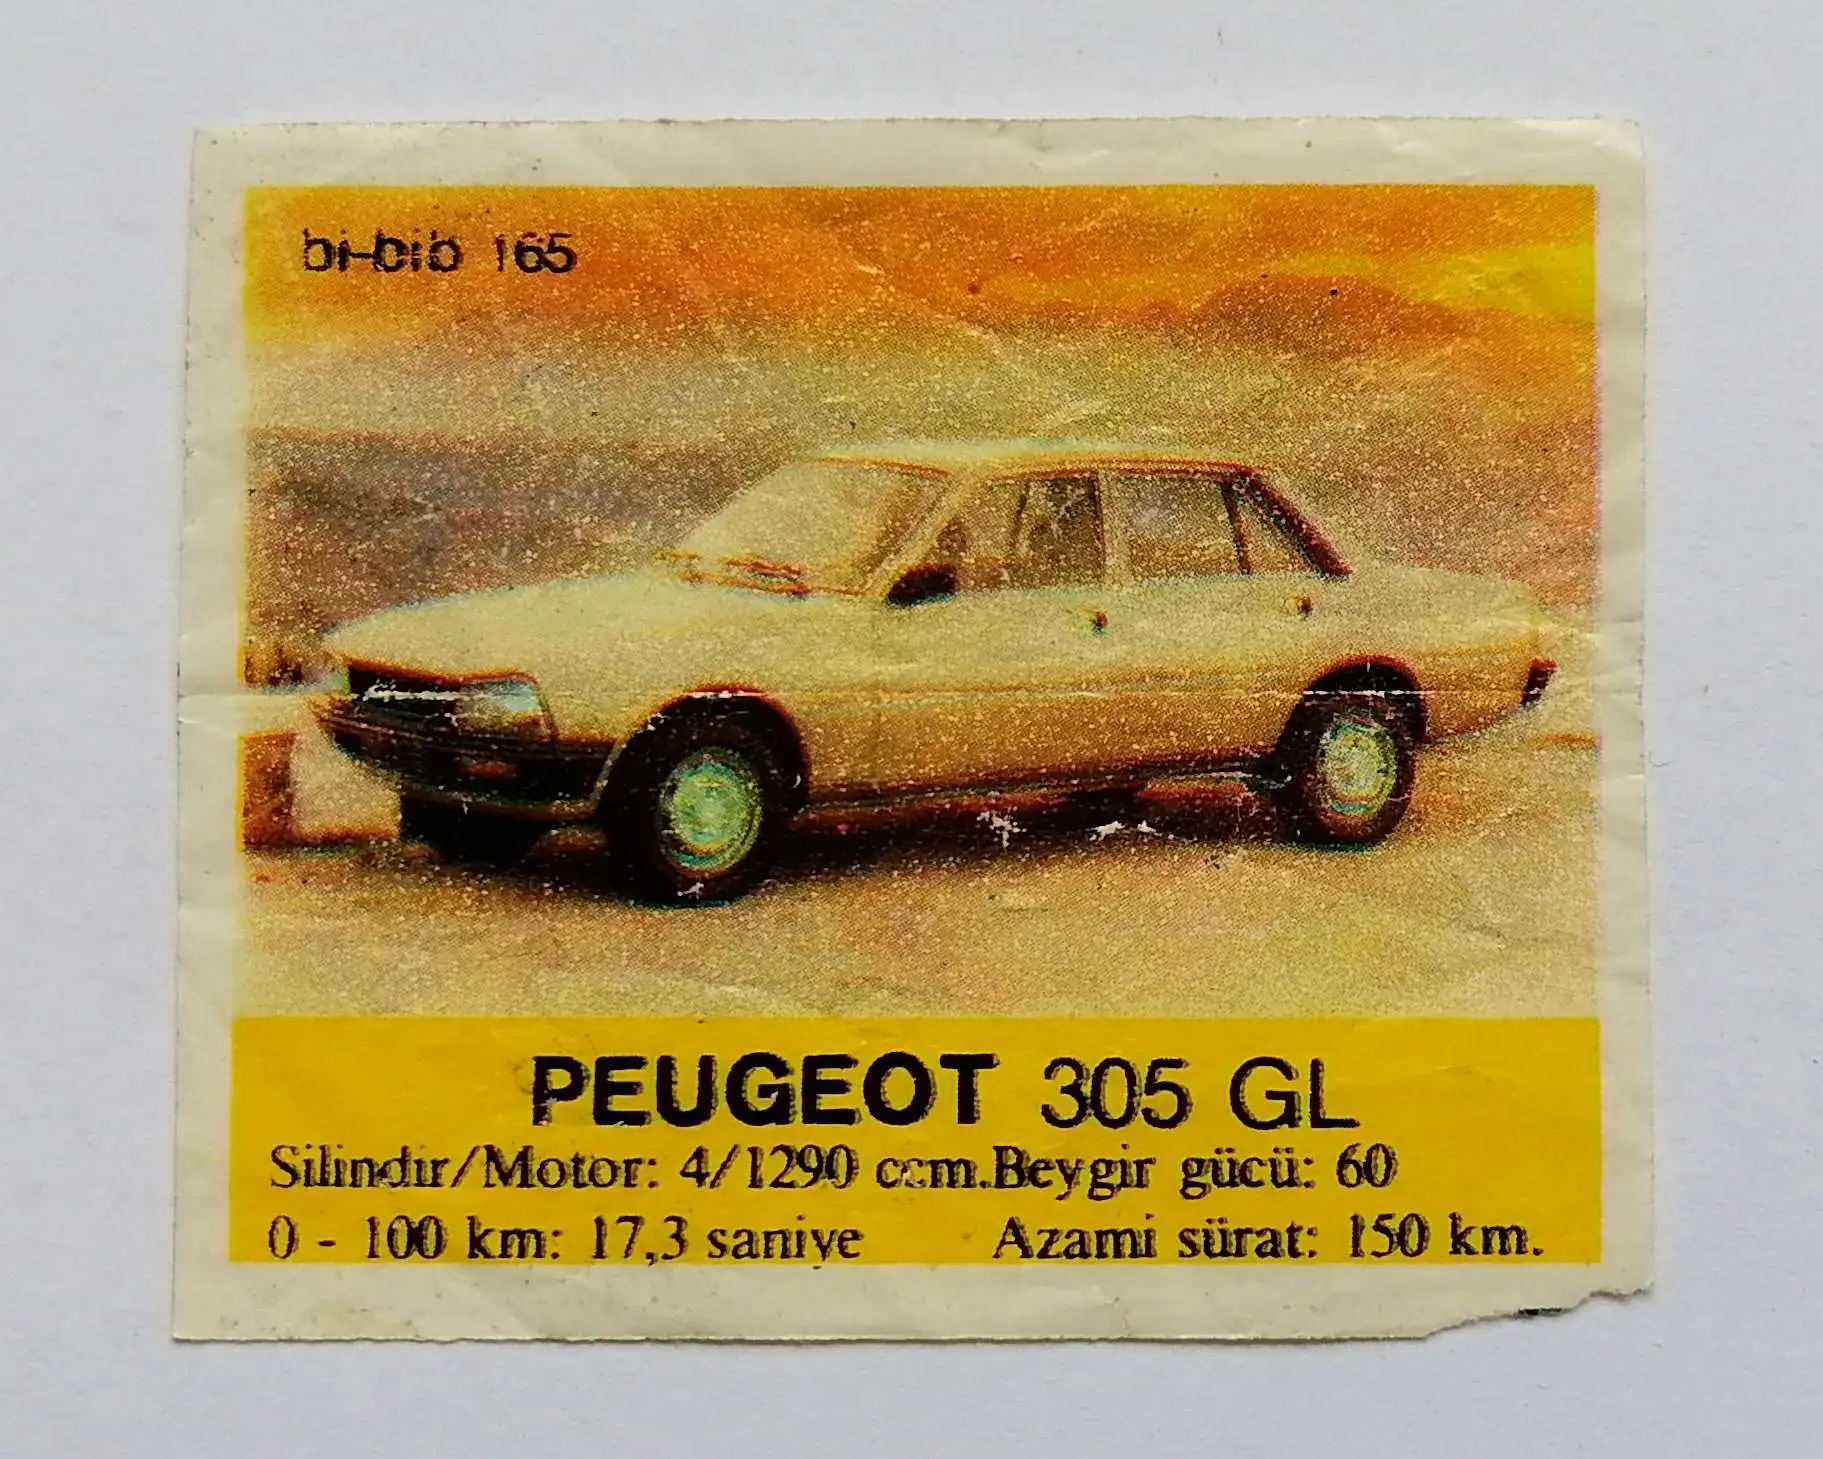 bi-bib 165
PEUGEOT 305 GL
Silindir/Motor: 4/1290 ccm.Beygir gücü: 60
0 - 100 km: 17,3 saniye Azami sürat: 150 km.